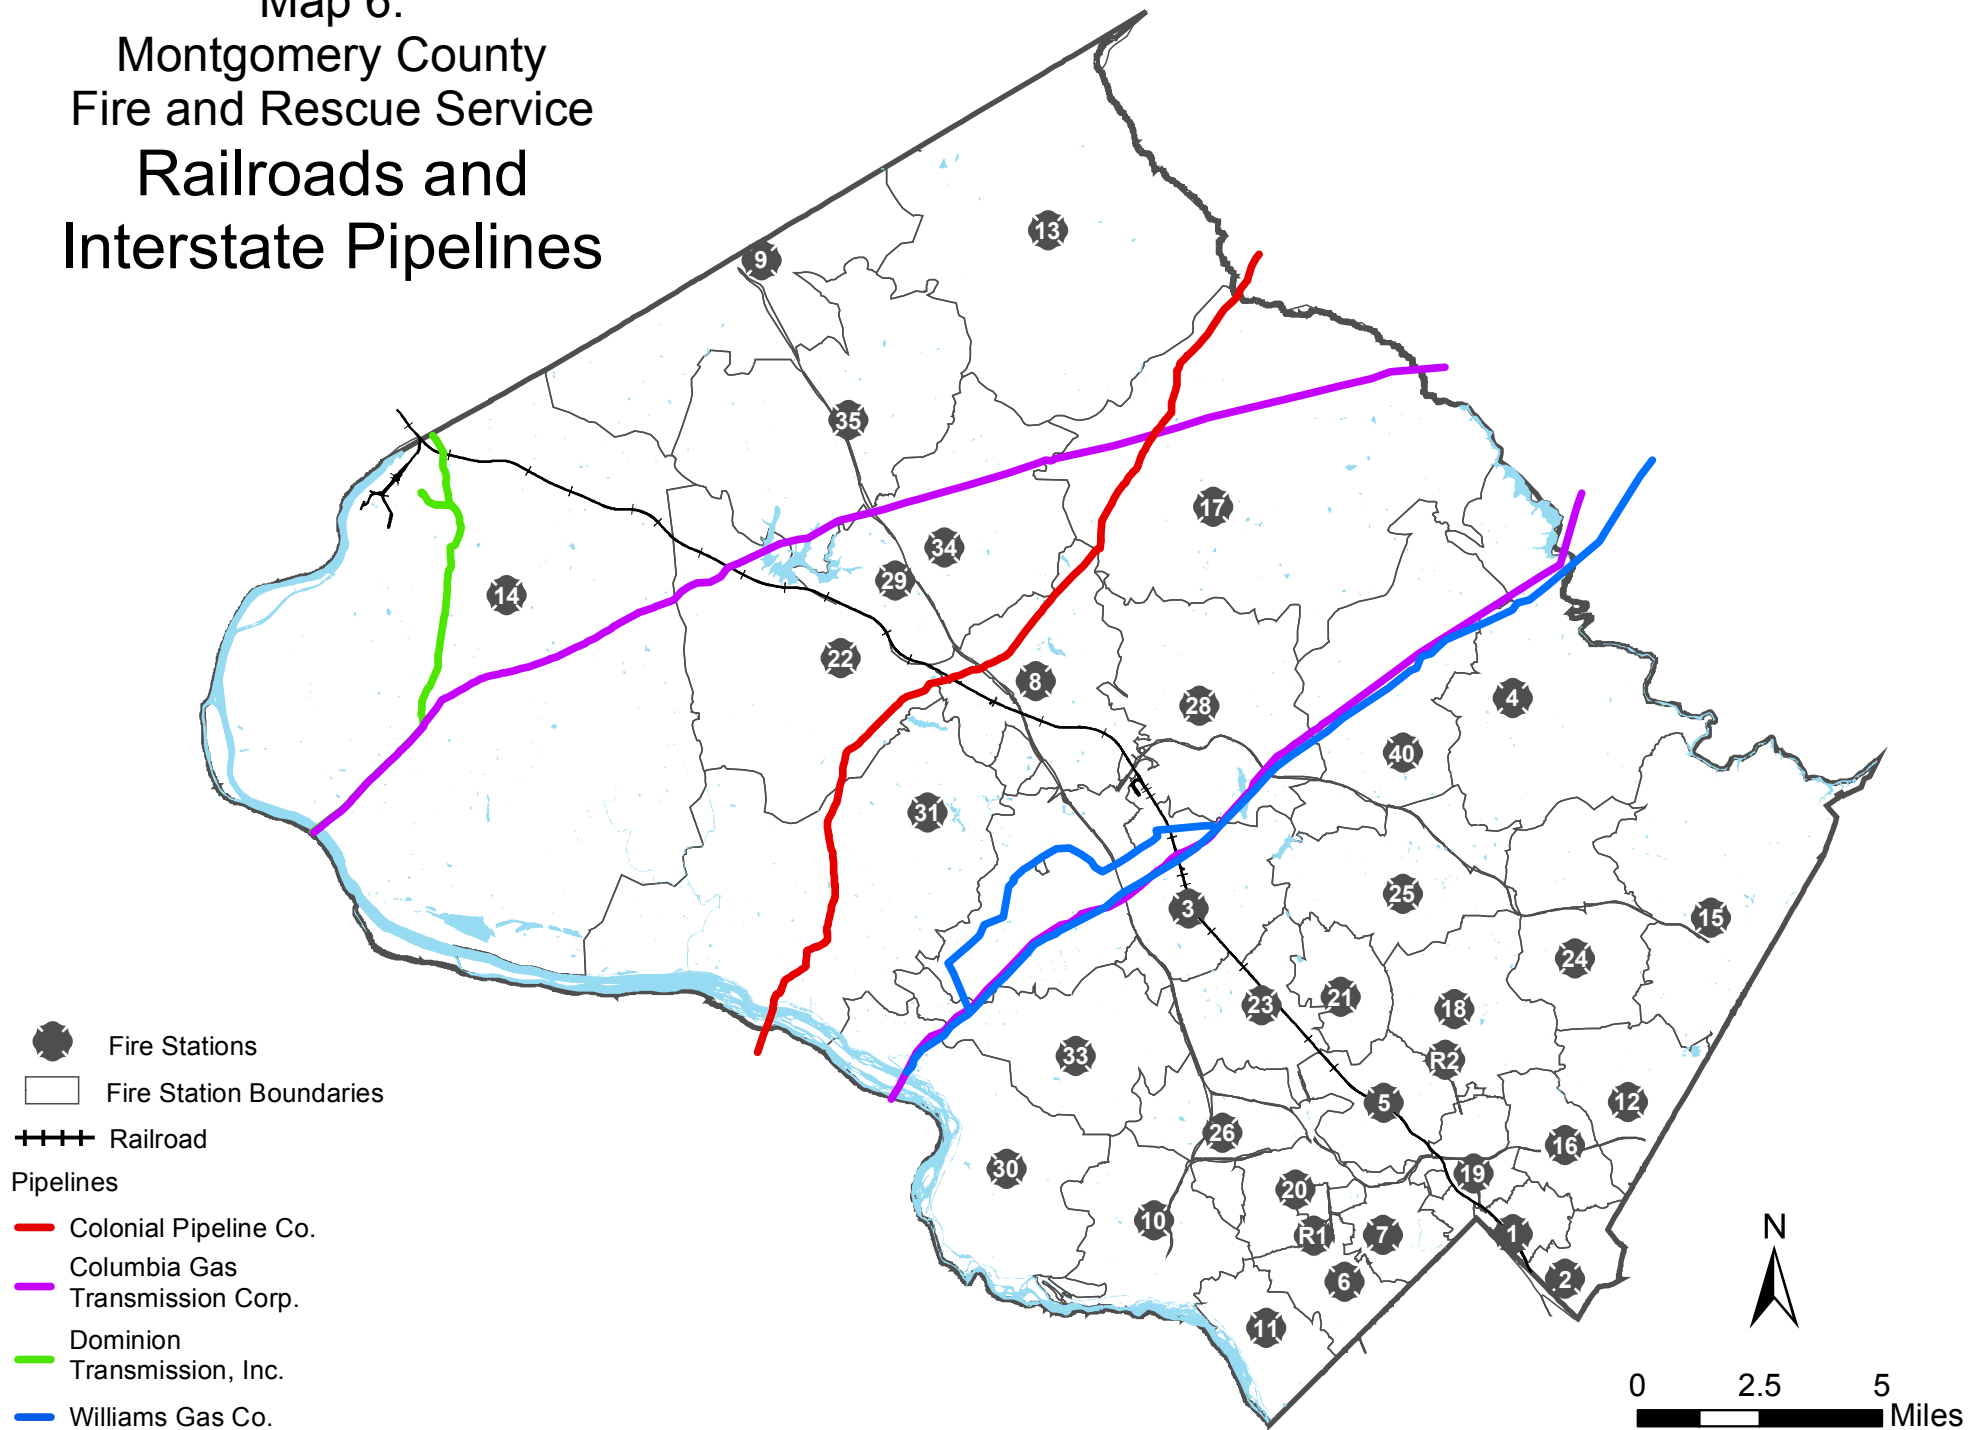 Map 6.
Montgomery County
Fire and Rescue Service
Railroads and
Interstate Pipelines
13
9
35
17
34
29
14
22
8
28
4
40
31
25
3
15
24
23
21
18
33
R2
5
12
26
16
30
19
20
10
R1
7
1
6
2
11
Fire Stations
Fire Station Boundaries
Railroad
Pipelines
Colonial Pipeline Co.
Columbia Gas
Transmission Corp.
Dominion
Transmission, Inc.
Williams Gas Co.
N
0 2.5 5
Miles